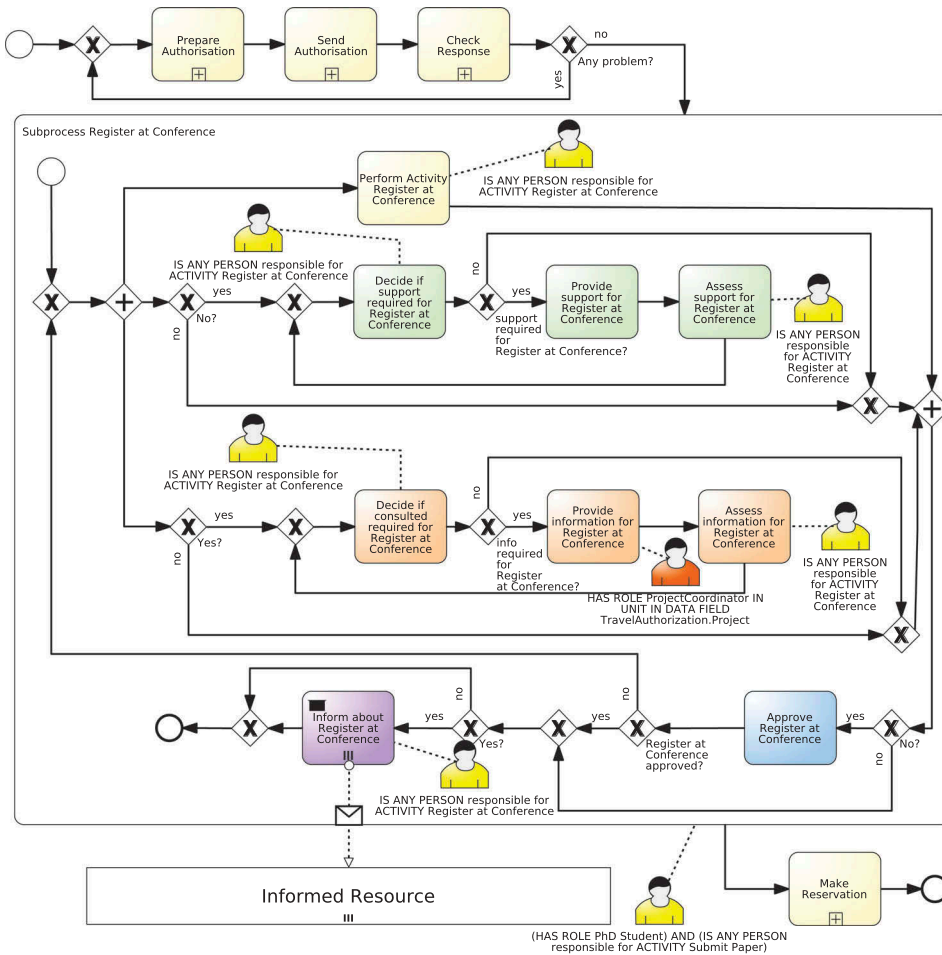 Prepare
Authorisation
Send
Authorisation
Check
Response
no
Any problem?
yes
Subprocess Register at Conference
Perform Activity
Register at
Conference
IS ANY PERSON responsible for
ACTIVITY Register at Conference
IS ANY PERSON responsible for
ACTIVITY Register at Conference
yes
No?
no
Decide if
support
required for
Register at
Conference
no
yes
support
required
for
Register at Conference?
Provide
support for
Register at
Conference
Assess
support for
Register at
Conference
IS ANY PERSON
responsible
for ACTIVITY
Register at
Conference
IS ANY PERSON responsible for
ACTIVITY Register at Conference
yes
Yes?
no
Decide if
consulted
required for
Register at
Conference
no
yes
info
required
for
Register
at Conference?
Provide
information for
Register at
Conference
Assess
information for
Register at
Conference
IS ANY PERSON
responsible
for ACTIVITY
Register at
Conference
HAS ROLE ProjectCoordinator IN
UNIT IN DATA FIELD
TravelAuthorization.Project
Inform about
Register at
Conference
yes
no
Yes?
yes
no
Register at
Conference
approved?
Approve
Register at
Conference
yes
No?
no
IS ANY PERSON responsible for
ACTIVITY Register at Conference
Informed Resource
Make
Reservation
(HAS ROLE PhD Student) AND (IS ANY PERSON
responsible for ACTIVITY Submit Paper)